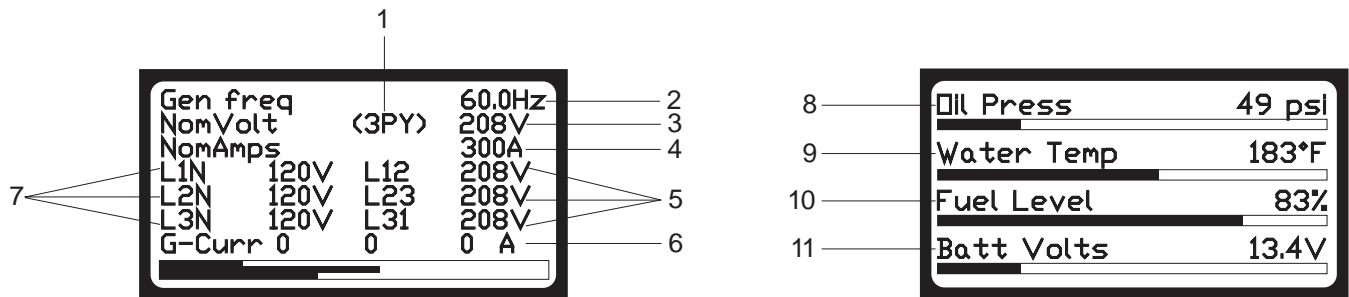 1
Gen freq 60.0Hz 2
NomVolt (3PY) 208V 3
NomAmps 300A 4
L1N 120V L12 208V
7 L2N 120V L23 208V 5
L3N 120V L31 208V
G-Curr 0 0 0 A 6
8 Oil Press 49 psi
9 Water Temp 183°F
10 Fuel Level 83%
11 Batt Volts 13.4V